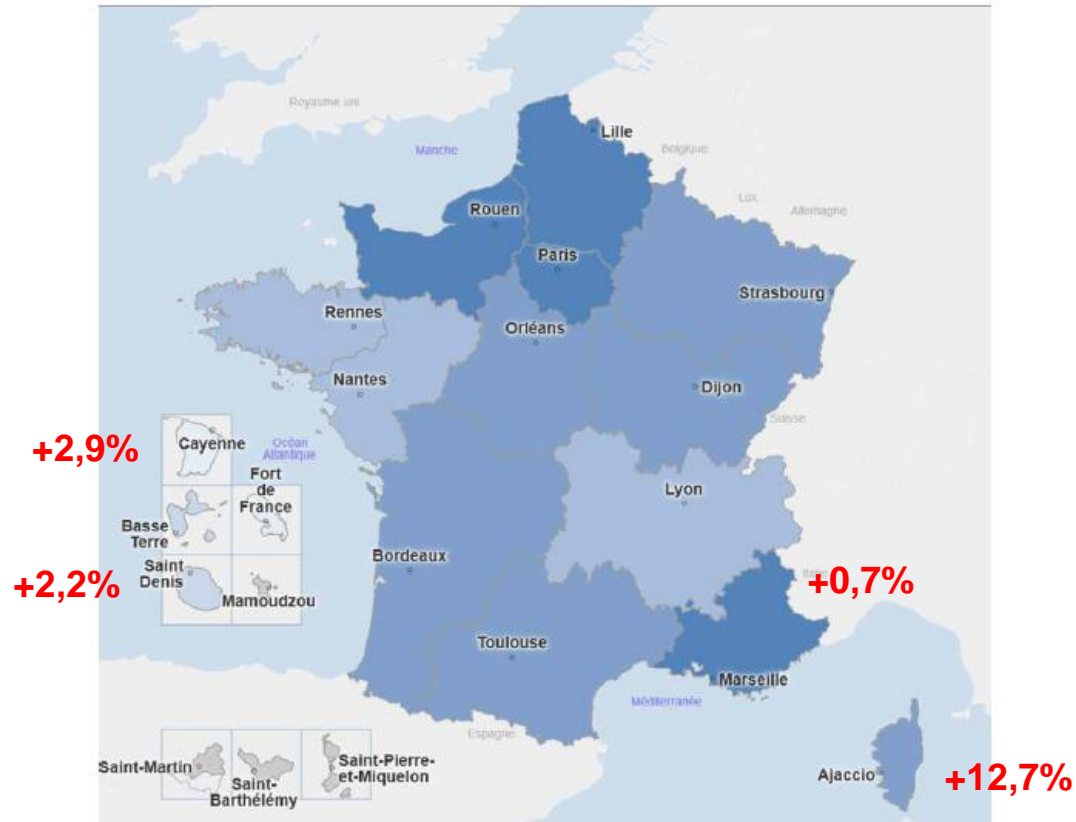 Royaume uni
Lille
Manche
Belgique
Rouen
Lux.
Allemagne
Paris
Strasbourg
Rennes
Orléans
Nantes
Dijon
Suisse
+2,9%
Cayenne
Océan
Atlantique
Fort
de
France
Lyon
Basse
Terre
Bordeaux
Saint
Denis
+2,2%
Mamoudzou
Italie
+0,7%
Toulouse
Marseille
Méditerranée
Espagne
Saint-Martin
Saint-
Barthélémy
Saint-Pierre-
et-Miquelon
Ajaccio
+12,7%